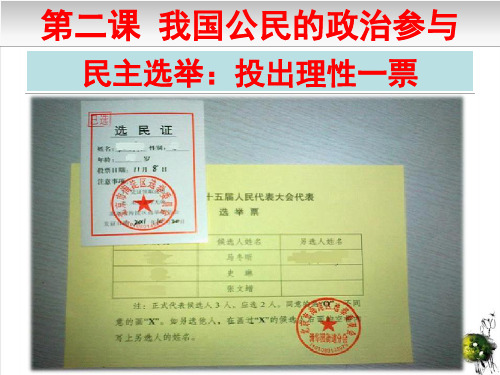 第二课 我国公民的政治参与
民主选举：投出理性一票
已选
选民证
姓名： 性别：
年龄： 岁
投票日期：11月8日
注意事项
十五届人民代表大会代表
选举票
候选人姓名 另选人姓名
马冬昕
史琳
张文增
注：正式代表候选人3人，应选2人。同意的 "O"，不同
意的画"X"。如另选他人，在画过"X"的候选
写上另选人的姓名。